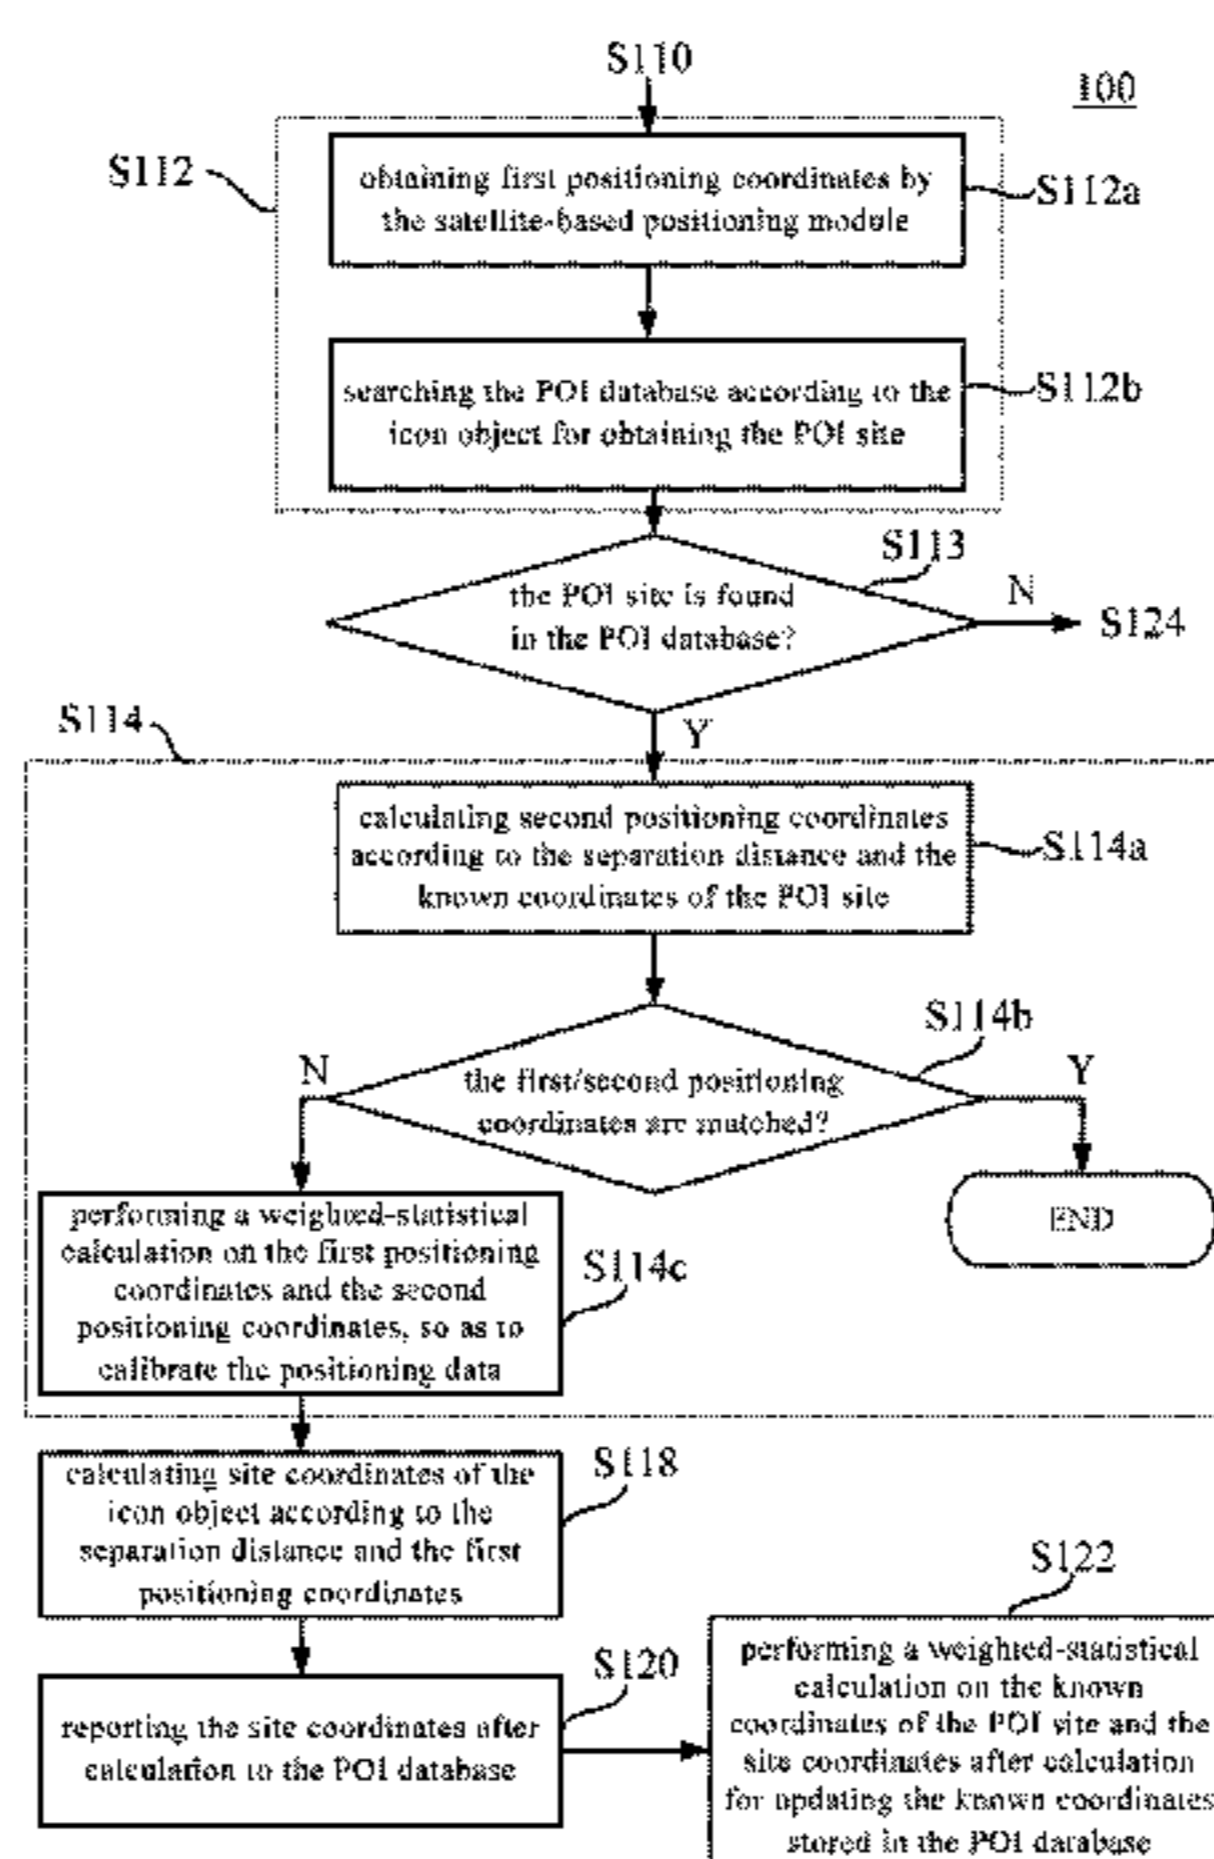 S110
100
S112
obtaining first positioning coordinates by
the satellite-based positioning module
S112a
searching the POI database according to the
icon object for obtaining the POI site
S112b
S113
the POI site is found
in the POI database?
N
S124
S114
Y
calculating second positioning coordinates
according to the separation distance and the
known coordinates of the POI site
S114a
S114b
N
the first/second positioning
coordinates are matched?
Y
END
performing a weighted-statistical
calculation on the first positioning
coordinates and the second
positioning coordinates, so as to
calibrate the positioning data
S114c
calculating site coordinates of the
icon object according to the
separation distance and the first
positioning coordinates
S118
reporting the site coordinates after
calculation to the POI database
S120
S122
performing a weighted-statistical
calculation on the known
coordinates of the POI site and the
site coordinates after calculation
for updating the known coordinates
stored in the POI database